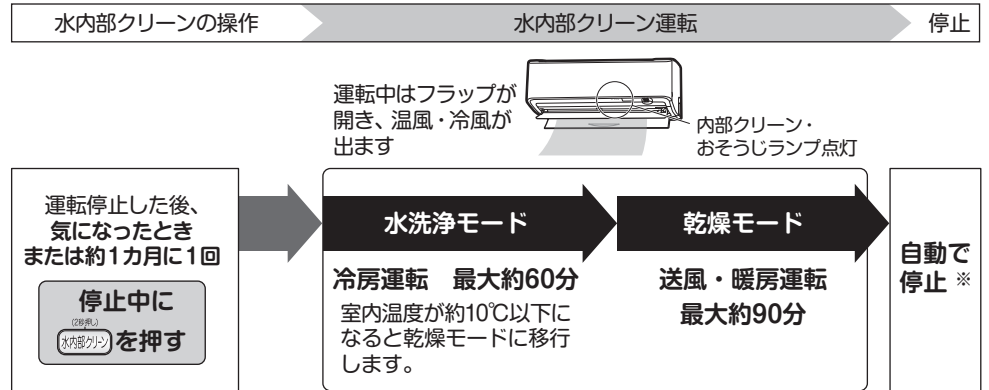 水内部クリーンの操作
水内部クリーン運転
停止
運転中はフラップが
開き、温風・冷風が
出ます
内部クリーン・
おそうじランプ点灯
運転停止した後、
気になったとき
または約1カ月に1回
停止中に
(2秒押し)
水内部クリーン を押す
水洗浄モード
冷房運転 最大約60分
室内温度が約10℃以下に
なると乾燥モードに移行
します。
乾燥モード
送風・暖房運転
最大約90分
自動で
停止 ※